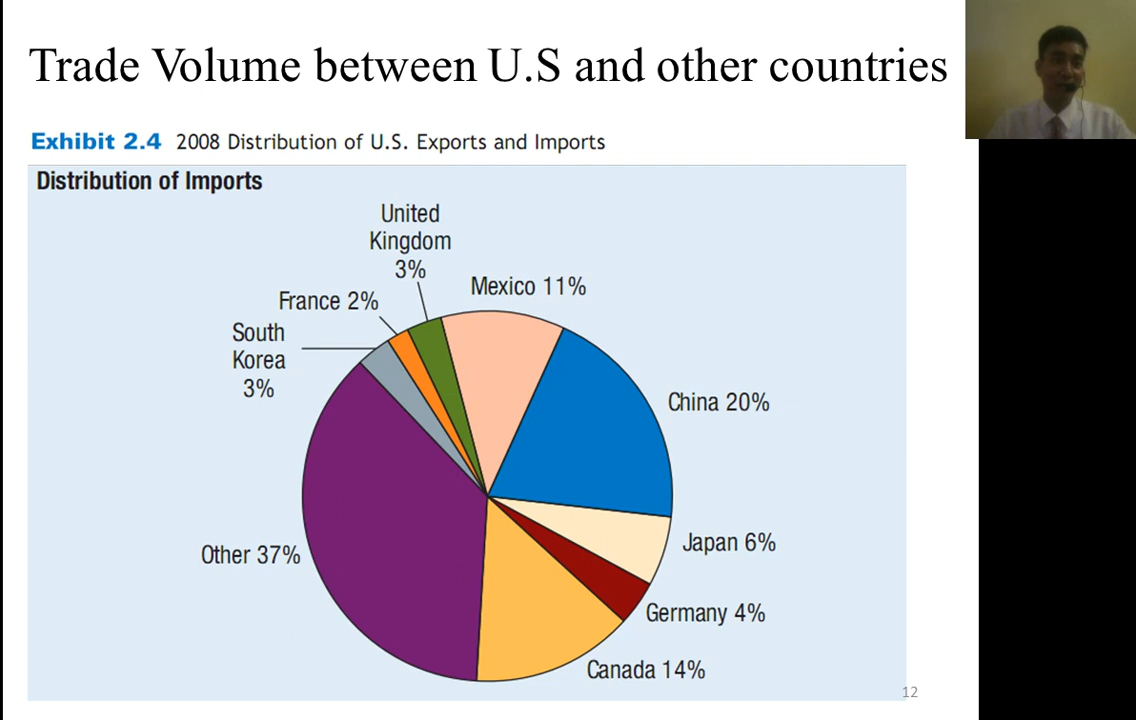 Trade Volume between U.S and other countries
Exhibit 2.4 2008 Distribution of U.S. Exports and Imports
Distribution of Imports
United
Kingdom
3%
Mexico 11%
France 2%
South
Korea
3%
China 20%
Japan 6%
Other 37%
Germany 4%
Canada 14%
12